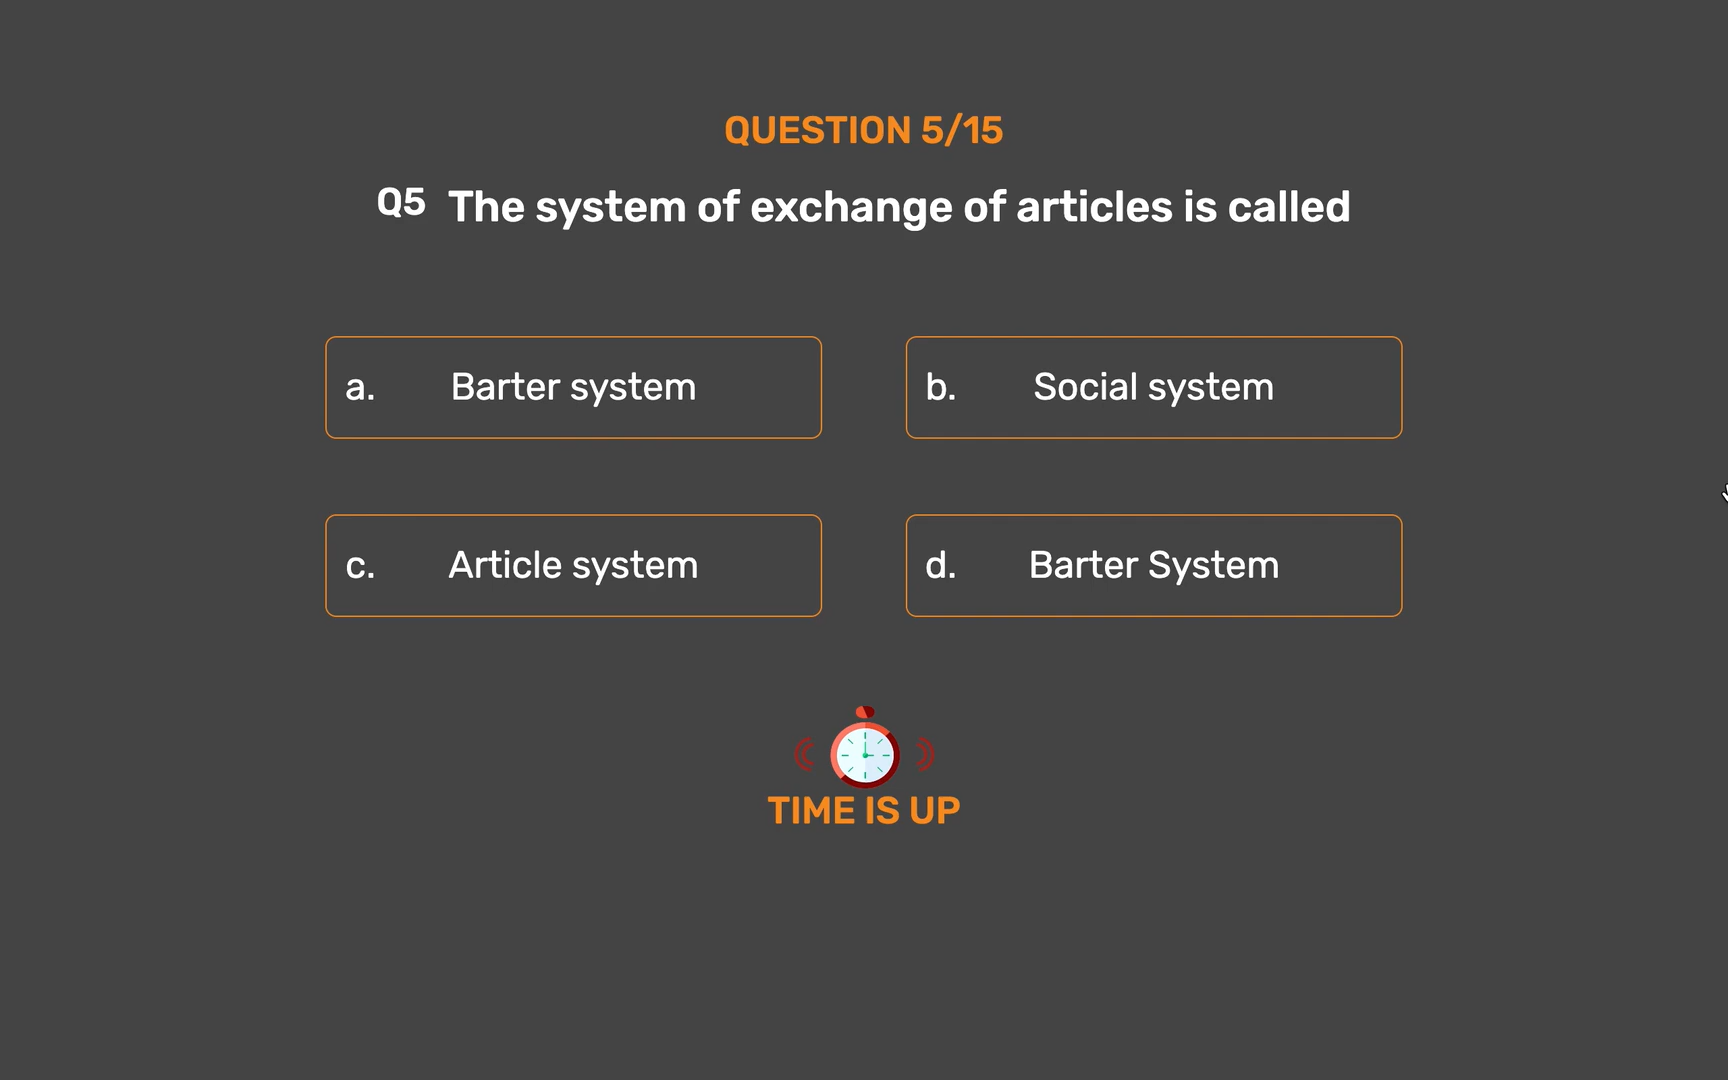 QUESTION 5/15
Q5 The system of exchange of articles is called
a. Barter system
b. Social system
c. Article system
d. Barter System
TIME IS UP